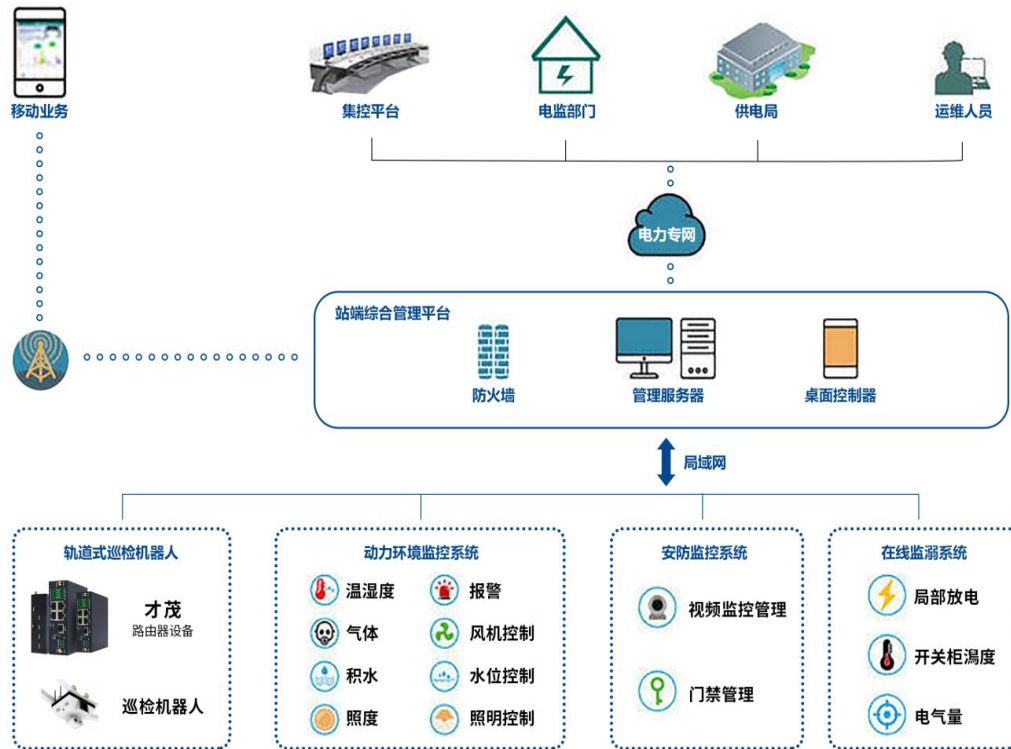 移动业务
集控平台
电监部门
供电局
运维人员
电力专网
站端综合管理平台
防火墙
管理服务器
桌面控制器
局域网
轨道式巡检机器人
才茂
路由器设备
巡检机器人
动力环境监控系统
温湿度
报警
气体
风机控制
积水
水位控制
照度
照明控制
安防监控系统
视频监控管理
门禁管理
在线监溺系统
局部放电
开关柜潟度
电气量